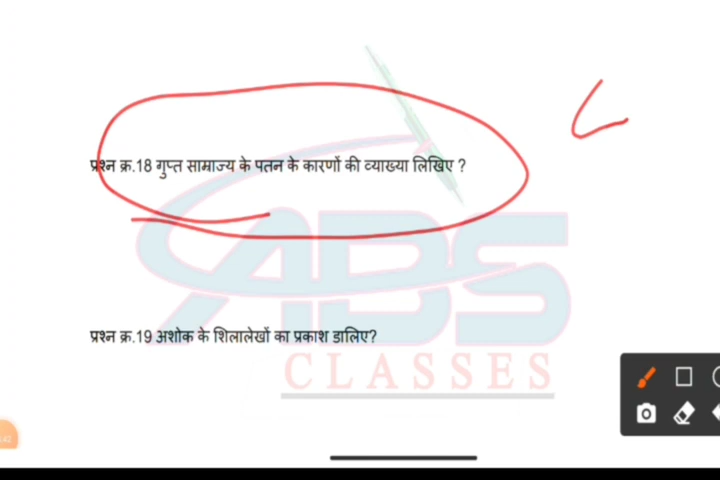 प्रश्न क्र.18 गुप्त साम्राज्य के पतन के कारणों की व्याख्या लिखिए ?
ABS
प्रश्न क्र.19 अशोक के शिलालेखों का प्रकाश डालिए?
CLASSES